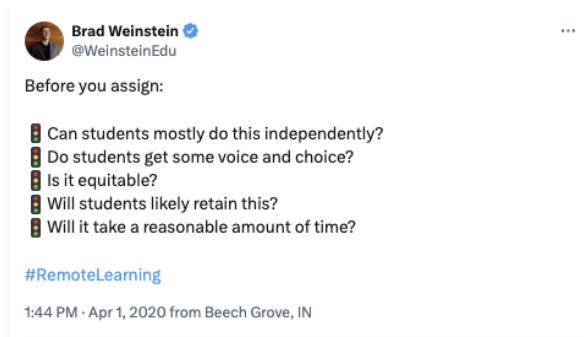 Brad Weinstein
@WeinsteinEdu
Before you assign:
🚦 Can students mostly do this independently?
🚦 Do students get some voice and choice?
🚦 Is it equitable?
🚦 Will students likely retain this?
🚦 Will it take a reasonable amount of time?
#RemoteLearning
1:44 PM · Apr 1, 2020 from Beech Grove, IN